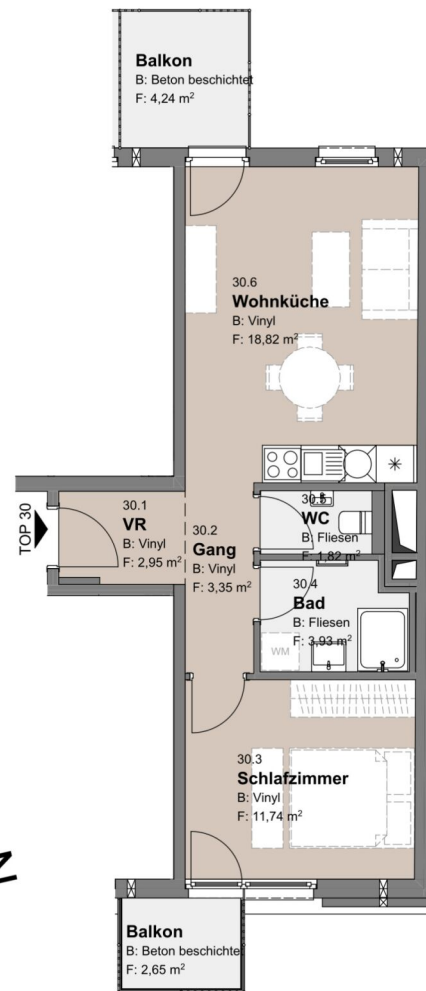 Balkon
B: Beton beschichtet
F: 4,24 m²
30.6
Wohnküche
B: Vinyl
F: 18,82 m²
TOP 30
30.1
VR
B: Vinyl
F: 2,95 m²
30.2
Gang
B: Vinyl
F: 3,35 m²
30.5
WC
B: Fliesen
F: 1,82 m²
30.4
Bad
B: Fliesen
F: 3,93 m²
WM
30.3
Schlafzimmer
B: Vinyl
F: 11,74 m²
N
Balkon
B: Beton beschichte
F: 2,65 m²